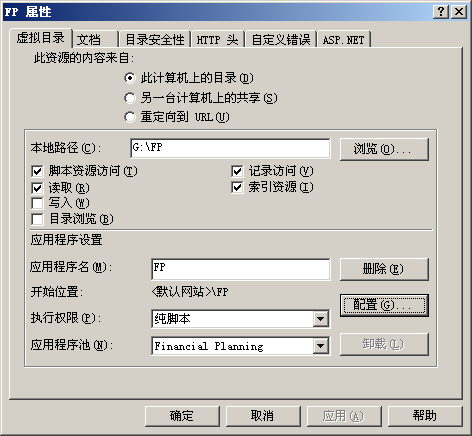 FP 属性
虚拟目录 文档 目录安全性 HTTP 头 自定义错误 ASP.NET
此资源的内容来自:
此计算机上的目录(D)
另一台计算机上的共享(S)
重定向到 URL(U)
本地路径(C): G:\FP 浏览(O)...
脚本资源访问(T) 记录访问(V)
读取(R) 索引资源(I)
写入(W)
目录浏览(B)
应用程序设置
应用程序名(M): FP 删除(E)
开始位置: <默认网站>\FP
配置(G)...
执行权限(P): 纯脚本
应用程序池(N): Financial Planning 卸载(L)
确定 取消 应用(A) 帮助